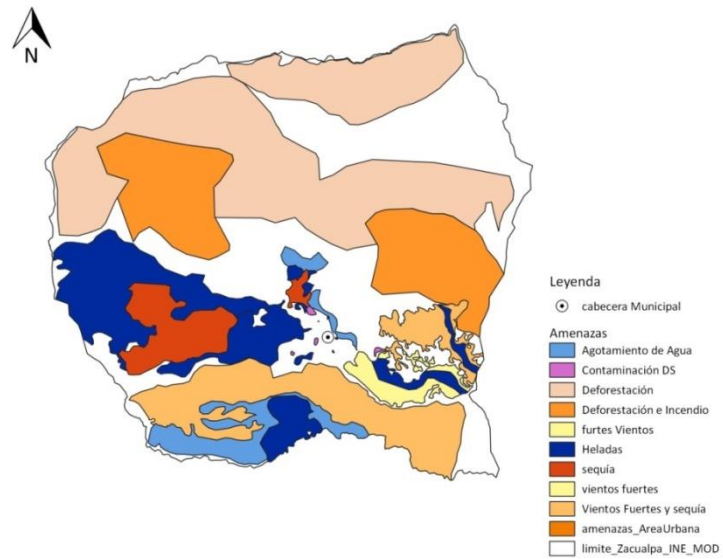 N
Leyenda
cabecera Municipal
Amenazas
Agotamiento de Agua
Contaminación DS
Deforestación
Deforestación e Incendio
furtes Vientos
Heladas
sequía
vientos fuertes
Vientos Fuertes y sequía
amenazas_AreaUrbana
limite_Zacualpa_INE_MOD